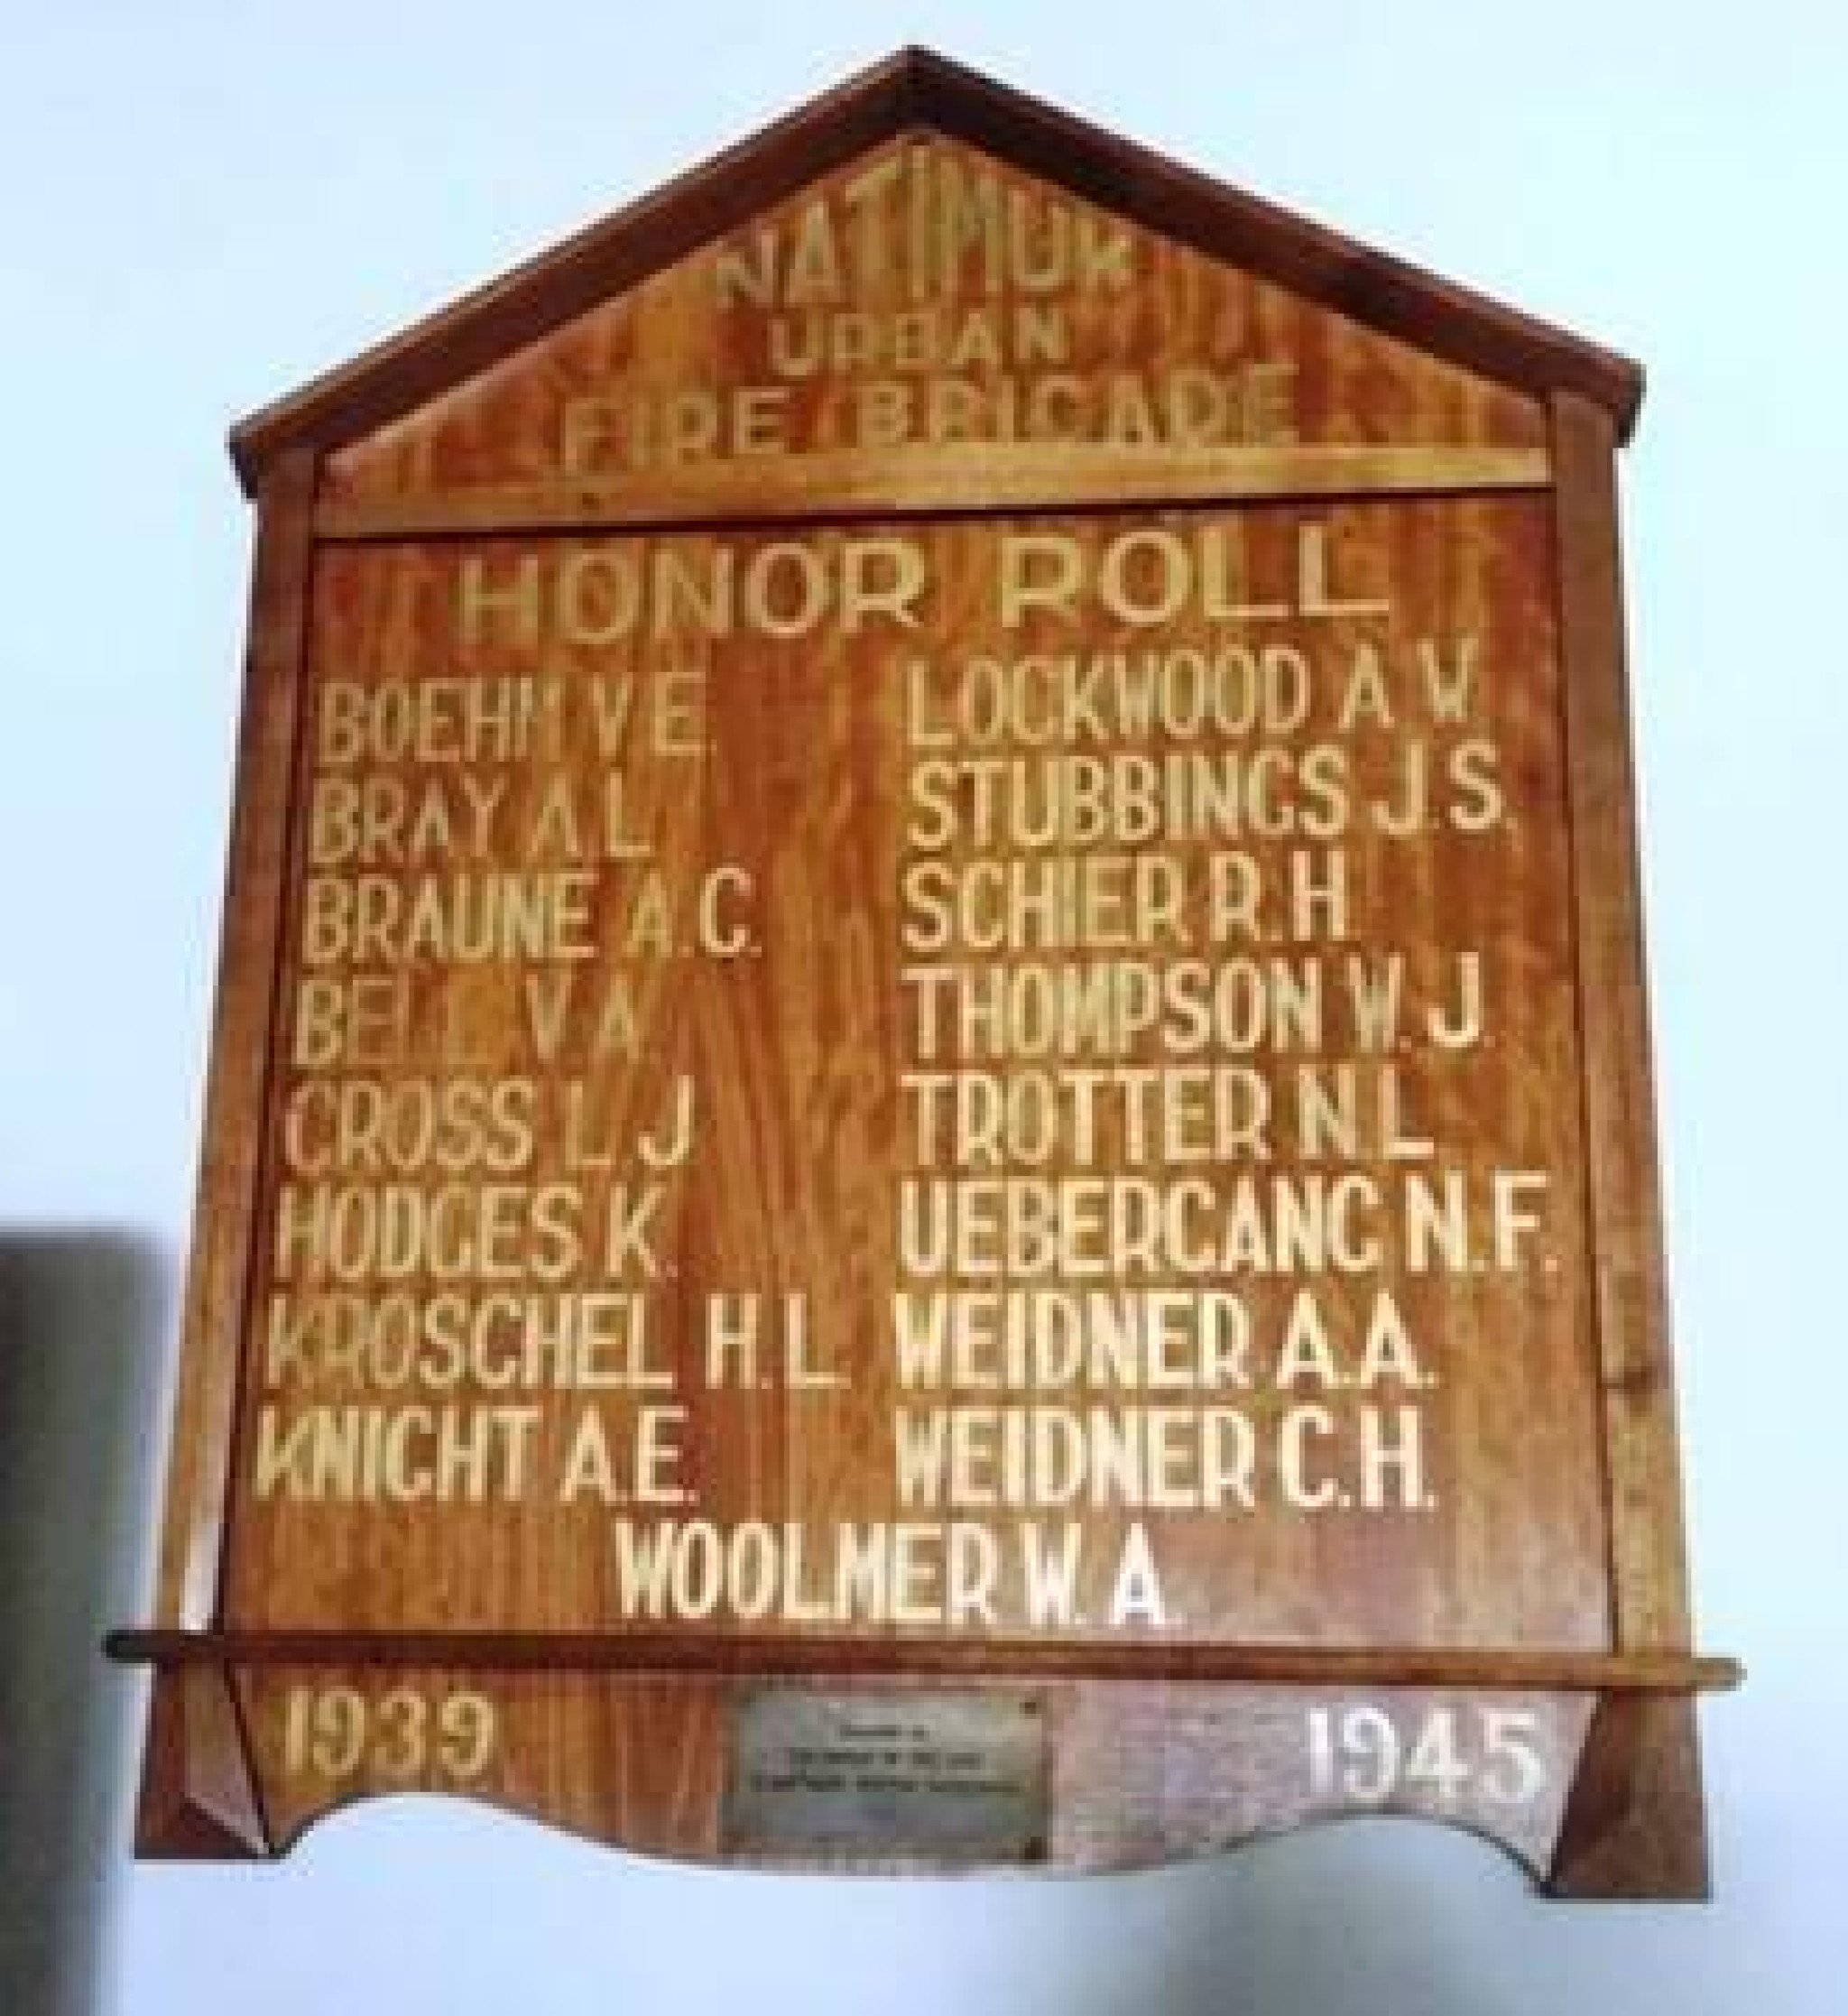 NATIMUK
URBAN
FIRE BRIGADE
HONOR ROLL
BOEHM V.E.
BRAY A.L.
BRAUNE A.C.
BELL V.A.
CROSS L.J.
HODGES K.
KROSCHEL H.L.
KNIGHT A.E.
LOCKWOOD A.W.
STUBBINGS J.S.
SCHIER R.H.
THOMPSON W.J.
TROTTER N.L.
UEBERGANG N.F.
WEIDNER A.A.
WEIDNER C.H.
WOOLMER W.A.
1939
1945